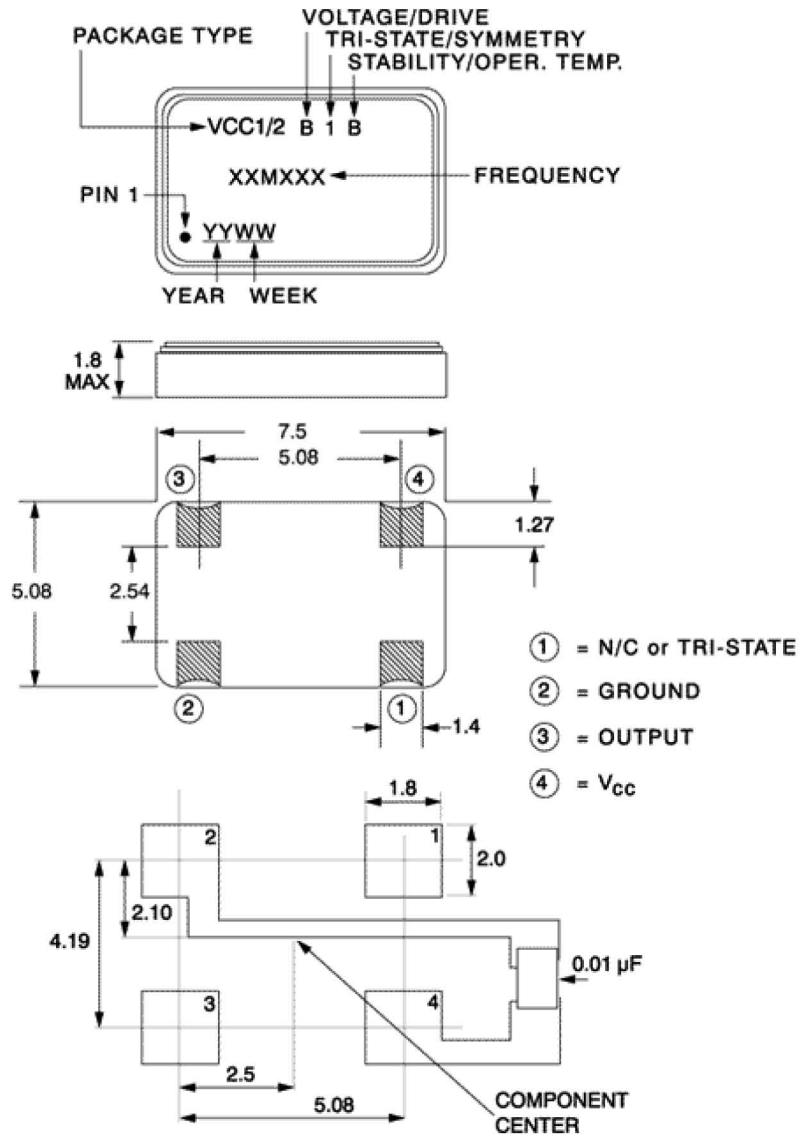 VOLTAGE/DRIVE
PACKAGE TYPE
TRI-STATE/SYMMETRY
STABILITY/OPER. TEMP.
VCC1/2 B 1 B
XXMXXX
FREQUENCY
PIN 1
YYWW
YEAR WEEK
1.8
MAX
7.5
5.08
3
4
1.27
5.08
2.54
2
1
1.4
1 = N/C or TRI-STATE
2 = GROUND
3 = OUTPUT
4 = VCC
1.8
2
1
2.0
2.10
4.19
0.01 µF
3
4
2.5
5.08
COMPONENT
CENTER